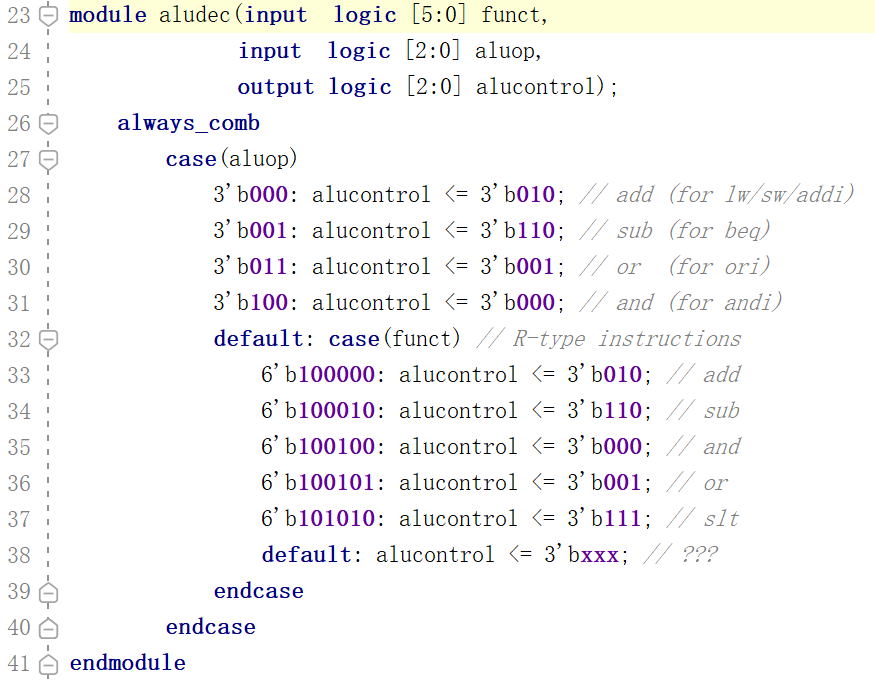 23 module aludec(input  logic [5:0] funct,
24               input  logic [2:0] aluop,
25               output logic [2:0] alucontrol);
26     always_comb
27         case(aluop)
28             3'b000: alucontrol <= 3'b010; // add (for lw/sw/addi)
29             3'b001: alucontrol <= 3'b110; // sub (for beq)
30             3'b011: alucontrol <= 3'b001; // or  (for ori)
31             3'b100: alucontrol <= 3'b000; // and (for andi)
32             default: case(funct) // R-type instructions
33                 6'b100000: alucontrol <= 3'b010; // add
34                 6'b100010: alucontrol <= 3'b110; // sub
35                 6'b100100: alucontrol <= 3'b000; // and
36                 6'b100101: alucontrol <= 3'b001; // or
37                 6'b101010: alucontrol <= 3'b111; // slt
38                 default: alucontrol <= 3'bxxx; // ???
39             endcase
40         endcase
41 endmodule